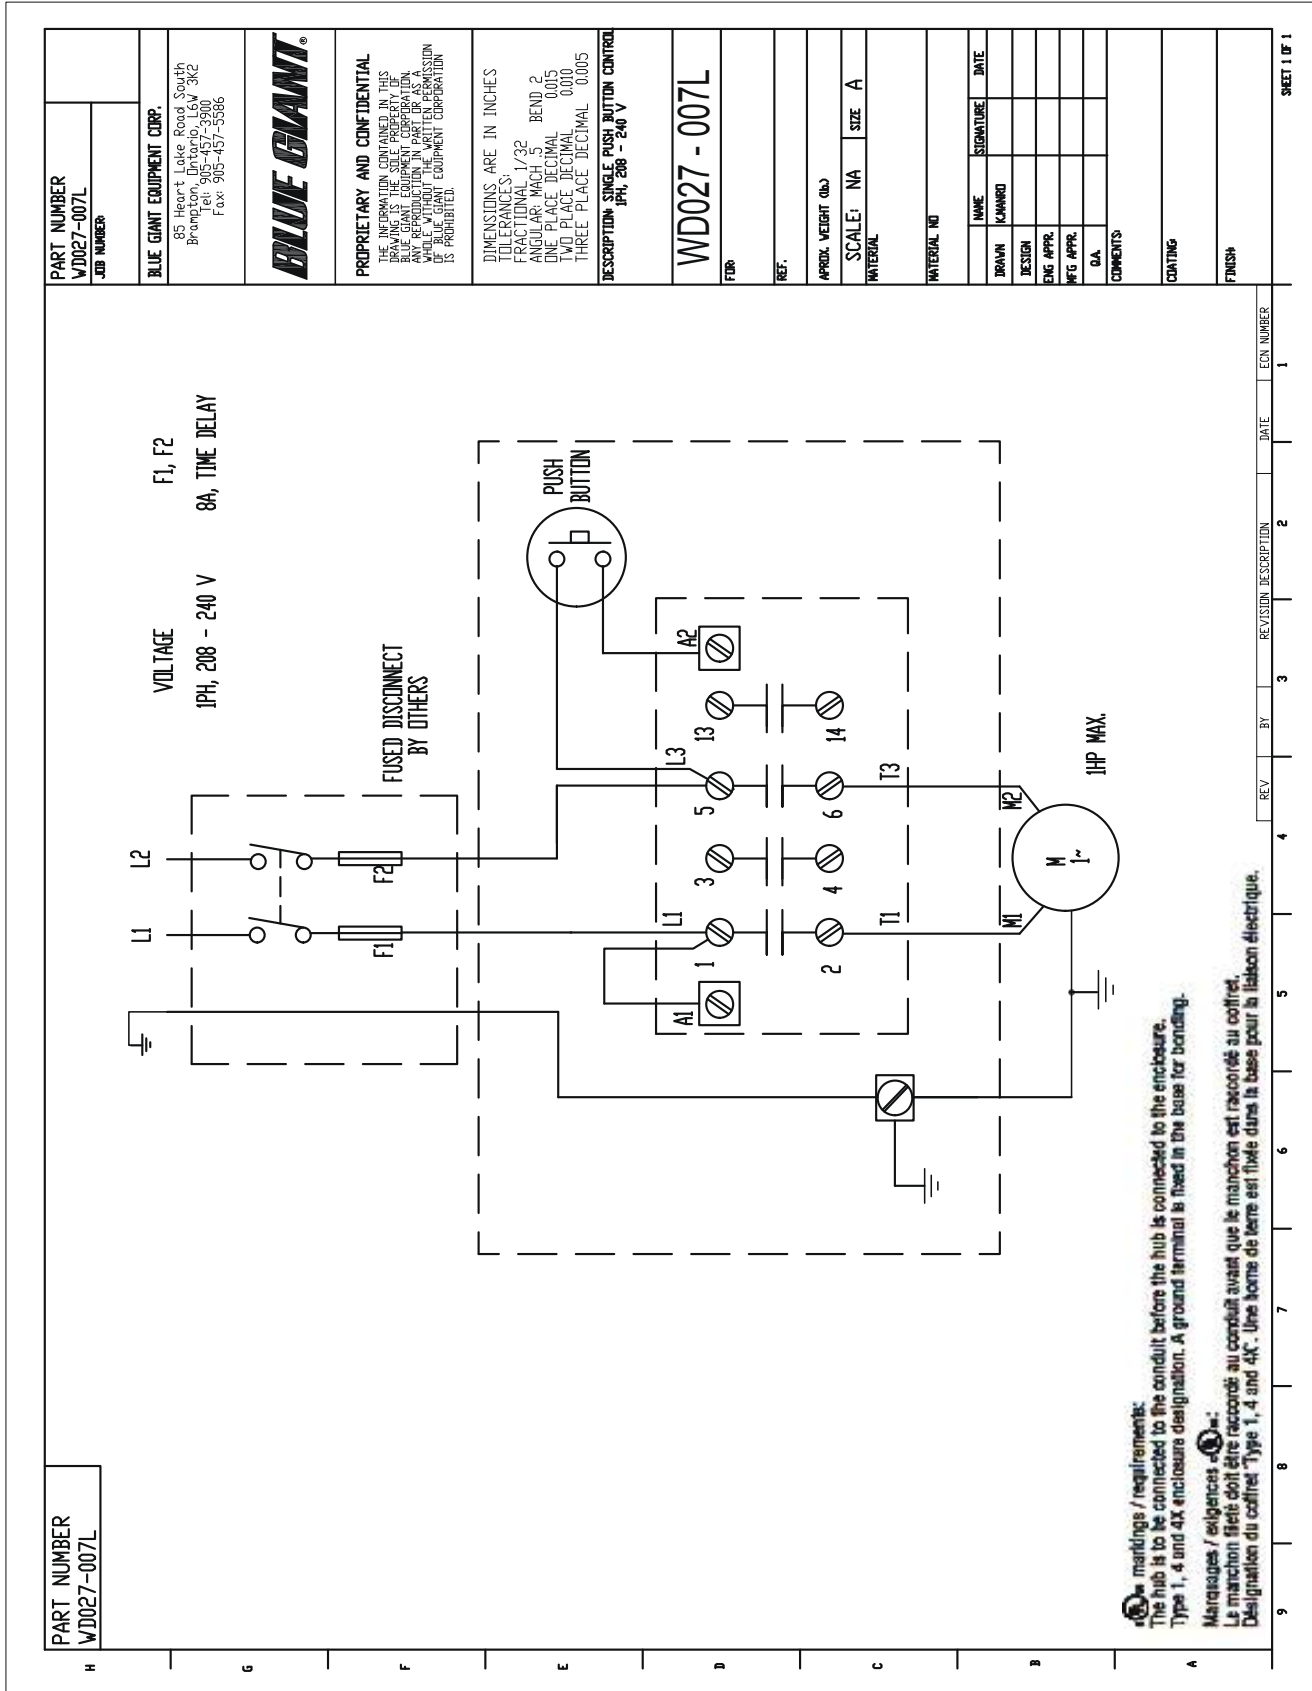 PART NUMBER
WD027-007L
PART NUMBER
WD027-007L
JOB NUMBER:
BLUE GIANT EQUIPMENT CORP.
85 Heart Lake Road South
Brampton, Ontario, L6W 3K2
Tel: 905-457-3900
Fax: 905-457-5586
BLUE GIANT®
PROPRIETARY AND CONFIDENTIAL
THE INFORMATION CONTAINED IN THIS
DRAWING IS THE SOLE PROPERTY OF
BLUE GIANT EQUIPMENT CORPORATION.
ANY REPRODUCTION IN PART OR AS A
WHOLE WITHOUT THE WRITTEN PERMISSION
OF BLUE GIANT EQUIPMENT CORPORATION
IS PROHIBITED.
DIMENSIONS ARE IN INCHES
TOLERANCES:
FRACTIONAL 1/32
ANGULAR: MACH .5 BEND 2
ONE PLACE DECIMAL 0.015
TWO PLACE DECIMAL 0.010
THREE PLACE DECIMAL 0.005
DESCRIPTION: SINGLE PUSH BUTTON CONTROL
1PH, 208 - 240 V
WD027 - 007L
FOR:
REF.
APROX. WEIGHT (lb.)
SCALE: NA
SIZE A
MATERIAL
MATERIAL NO
NAME SIGNATURE DATE
DRAWN K.MANRO
DESIGN
ENG APPR.
MFG APPR.
Q.A.
COMMENTS:
COATING:
FINISH:
SHEET 1 OF 1
VOLTAGE F1, F2
1PH, 208 - 240 V 8A, TIME DELAY
L1 L2
F1 F2
FUSED DISCONNECT
BY OTHERS
PUSH
BUTTON
A1 1 L1 3 5 L3 13 A2
2 4 6 14
T1 T3
M1 M2
M
1~
1HP MAX.
cULus markings / requirements:
The hub is to be connected to the conduit before the hub is connected to the enclosure.
Type 1, 4 and 4X enclosure designation. A ground terminal is fixed in the base for bonding.
Marquages / exigences cULus:
Le manchon fileté doit être raccordé au conduit avant que le manchon est raccordé au coffret.
Désignation du coffret "Type 1, 4 and 4X". Une borne de terre est fixée dans la base pour la liaison électrique.
REV BY REVISION DESCRIPTION DATE ECN NUMBER
9 8 7 6 5 4 3 2 1
H
G
F
E
D
C
B
A